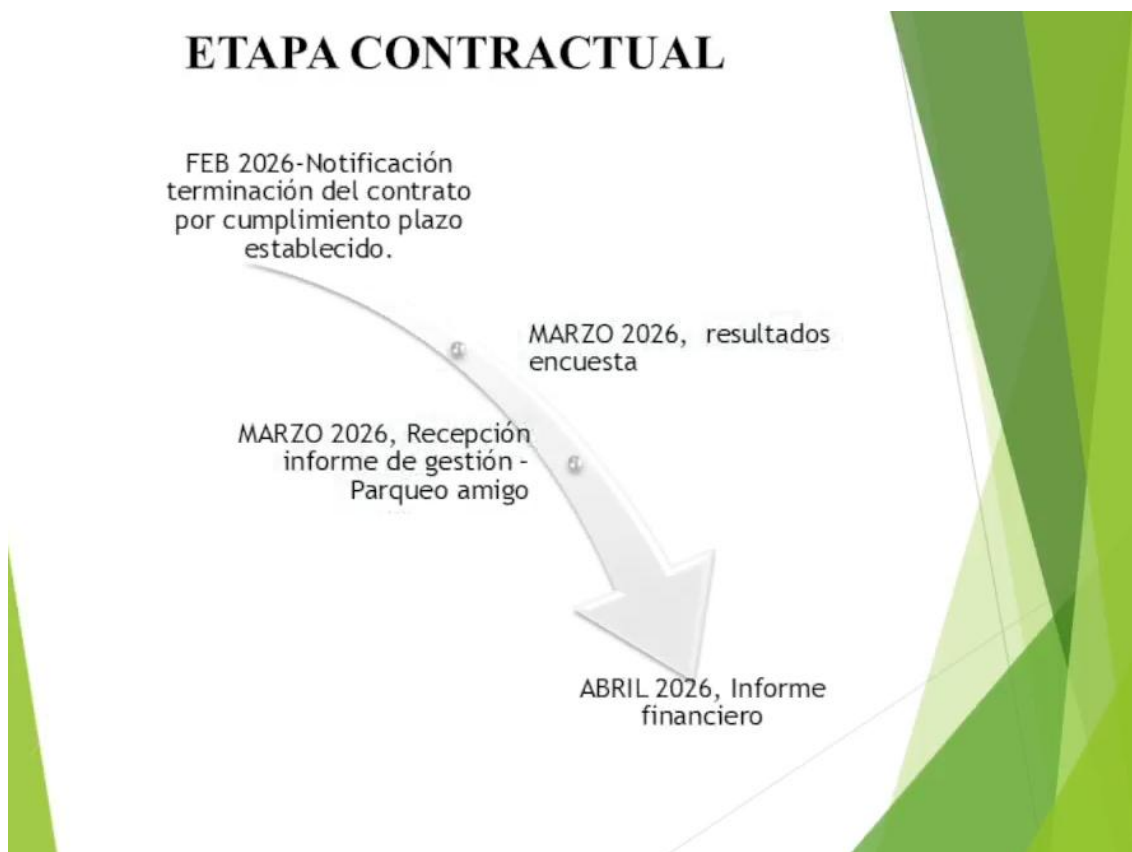 ETAPA CONTRACTUAL
FEB 2026-Notificación
terminación del contrato
por cumplimiento plazo
establecido.
MARZO 2026, resultados
encuesta
MARZO 2026, Recepción
informe de gestión -
Parqueo amigo
ABRIL 2026, Informe
financiero